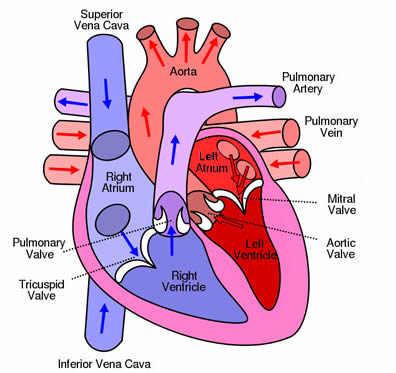 Superior
Vena Cava
Aorta
Pulmonary
Artery
Pulmonary
Vein
Left
Atrium
Right
Atrium
Mitral
Valve
Pulmonary
Valve
Aortic
Valve
Left
Ventricle
Tricuspid
Valve
Right
Ventricle
Inferior Vena Cava